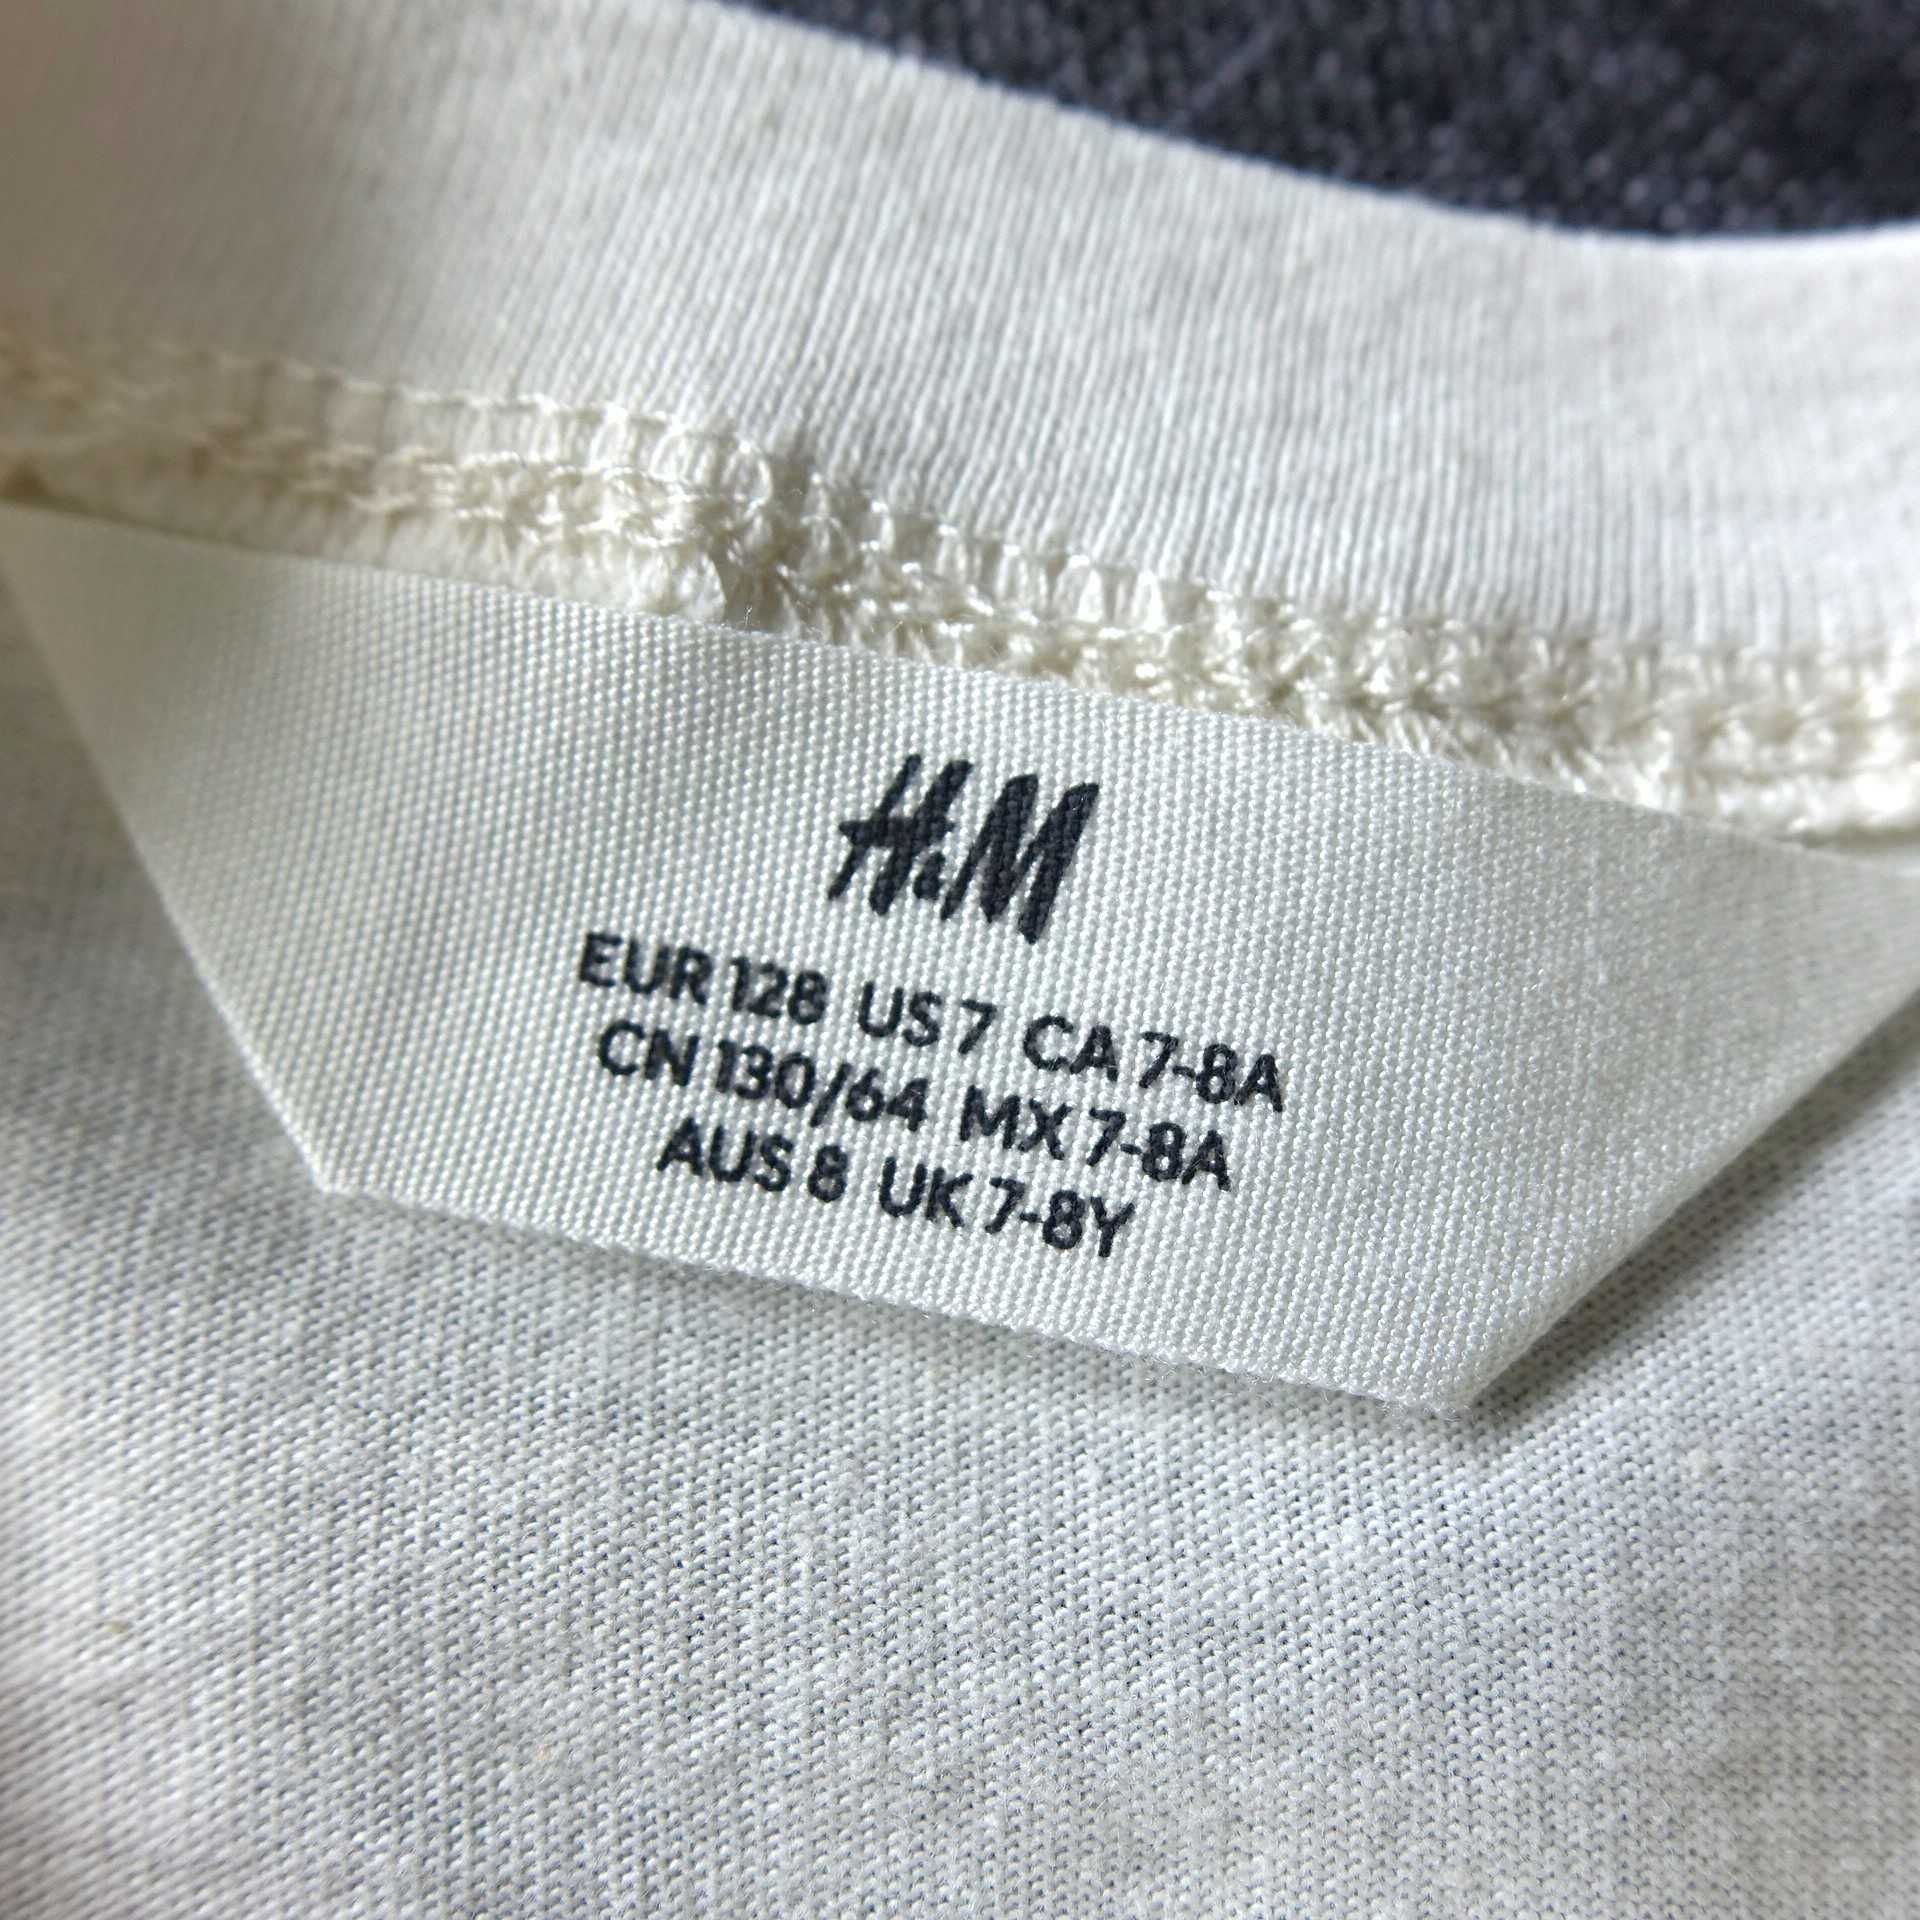 H&M
EUR 128 US 7 CA 7-8A
CN 130/64 MX 7-8A
AUS 8 UK 7-8Y